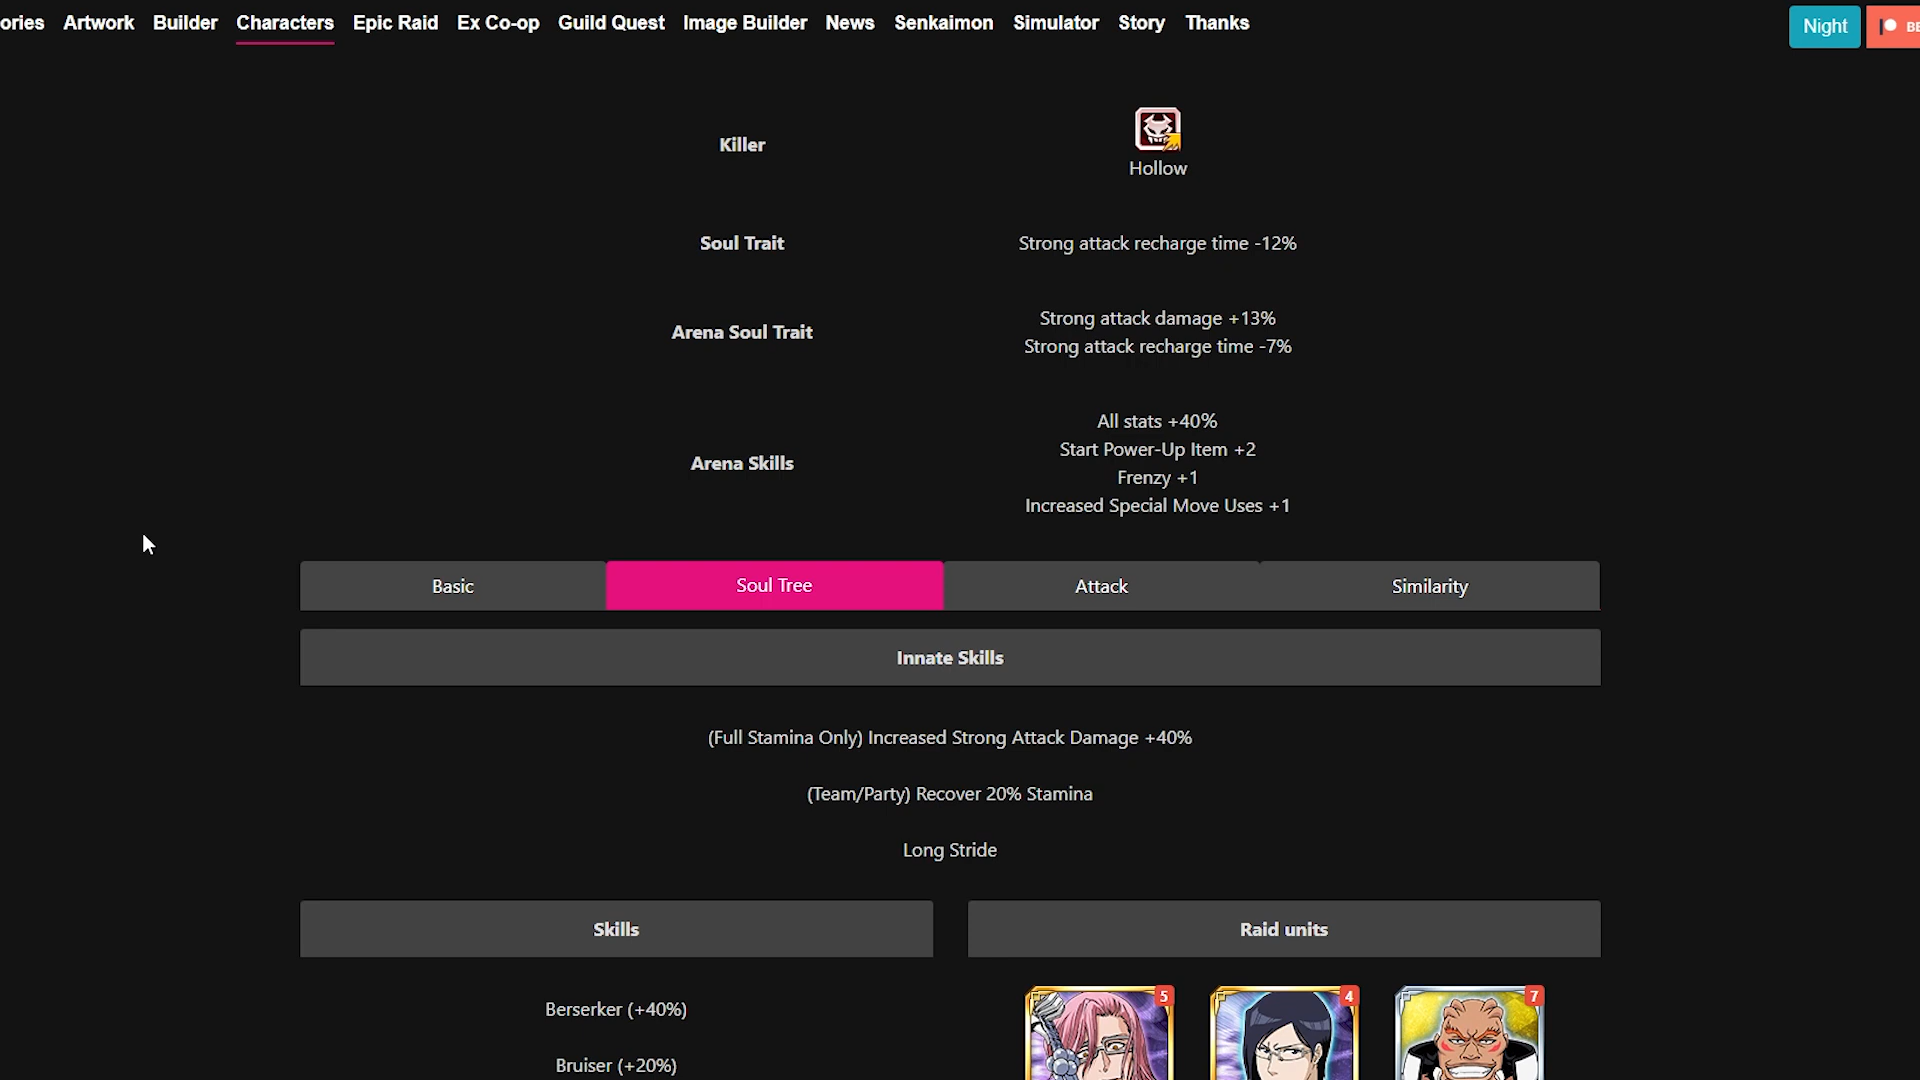 ories Artwork Builder Characters Epic Raid Ex Co-op Guild Quest Image Builder News Senkaimon Simulator Story Thanks
Night
BE
Killer
Hollow
Soul Trait
Strong attack recharge time -12%
Arena Soul Trait
Strong attack damage +13%
Strong attack recharge time -7%
Arena Skills
All stats +40%
Start Power-Up Item +2
Frenzy +1
Increased Special Move Uses +1
Basic
Soul Tree
Attack
Similarity
Innate Skills
(Full Stamina Only) Increased Strong Attack Damage +40%
(Team/Party) Recover 20% Stamina
Long Stride
Skills
Raid units
Berserker (+40%)
Bruiser (+20%)
5
4
7